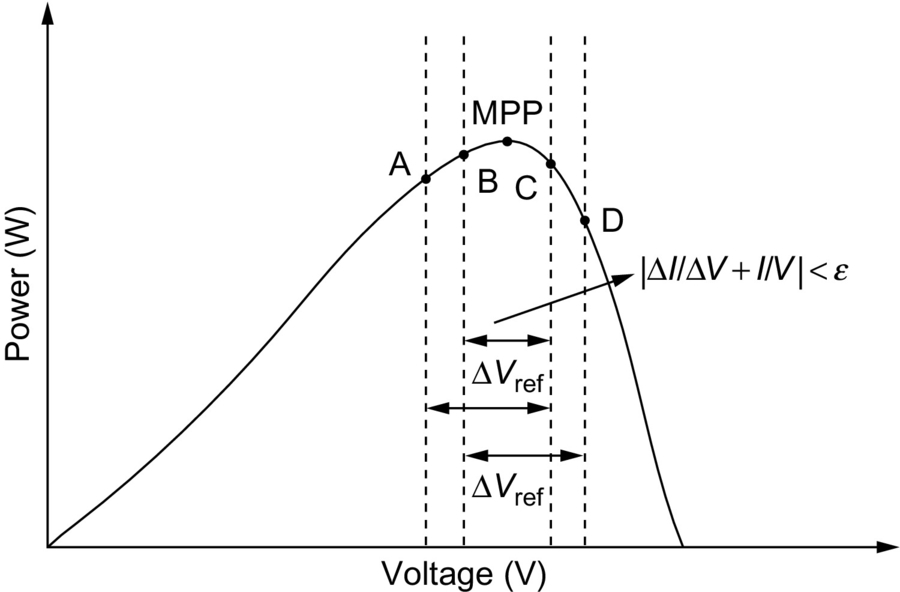 MPP
A
B
C
D
Power (W)
|ΔI/ΔV + I/V| < ε
ΔVref
ΔVref
Voltage (V)